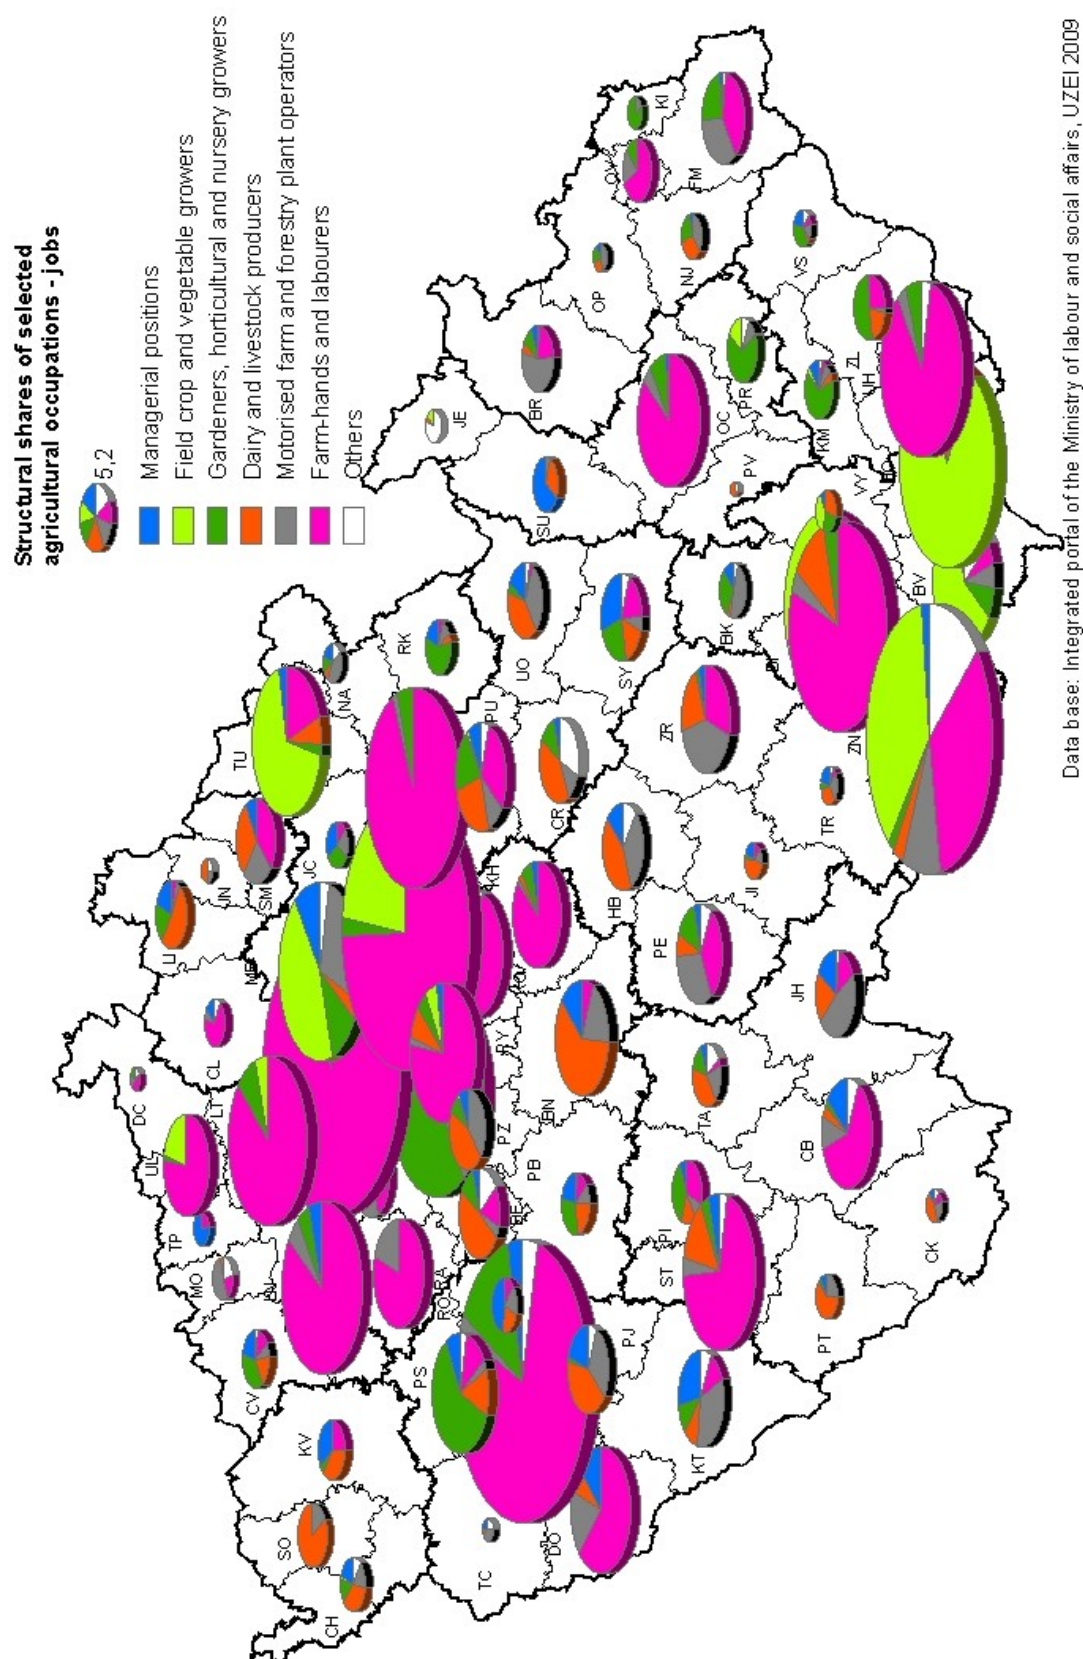 Structural shares of selected
agricultural occupations - jobs
5,2
Managerial positions
Field crop and vegetable growers
Gardeners, horticultural and nursery growers
Dairy and livestock producers
Motorised farm and forestry plant operators
Farm-hands and labourers
Others
CH
SO
KV
CV
MO
TP
UL
DC
LT
CL
LI
JN
SM
TU
JC
NA
RK
PU
UO
SU
JE
BR
OP
KI
FM
NJ
VS
ZL
UH
KM
PR
OC
PV
VY
BK
SY
CR
HB
ZR
KH
RY
BN
PZ
PB
BE
RA
RO
PS
TC
DO
PJ
KT
ST
PI
TA
PE
JI
TR
ZN
BV
JH
CB
CK
PT
Data base: Integrated portal of the Ministry of labour and social affairs, UZEI 2009